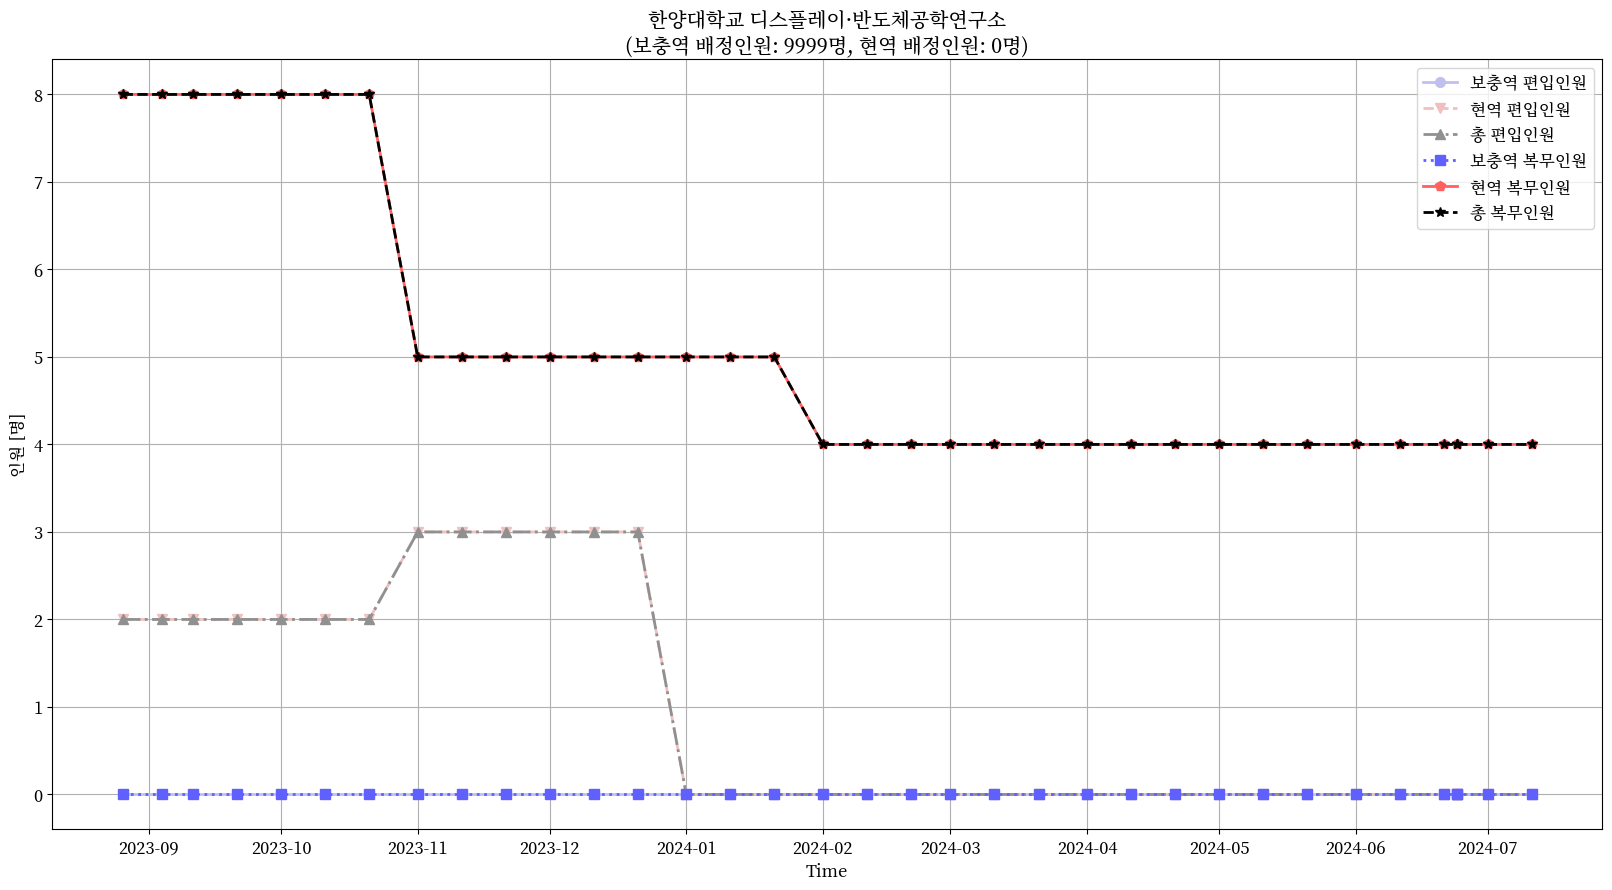 한양대학교 디스플레이·반도체공학연구소
(보충역 배정인원: 9999명, 현역 배정인원: 0명)
보충역 편입인원
현역 편입인원
총 편입인원
보충역 복무인원
현역 복무인원
총 복무인원
인원 [명]
8
7
6
5
4
3
2
1
0
2023-09
2023-10
2023-11
2023-12
2024-01
2024-02
2024-03
2024-04
2024-05
2024-06
2024-07
Time